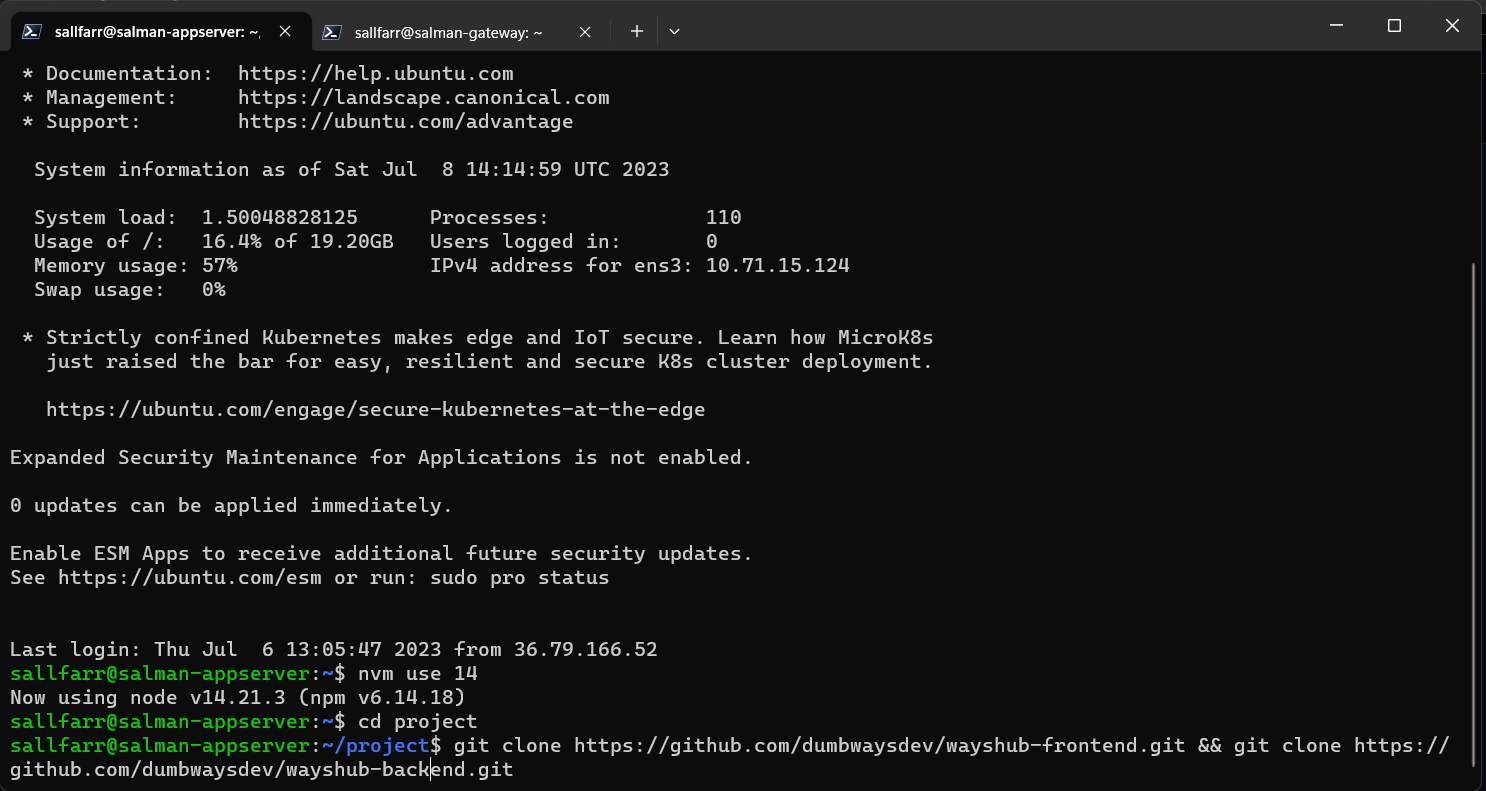 sallfarr@salman-appserver: ~, sallfarr@salman-gateway: ~
* Documentation:  https://help.ubuntu.com
* Management:     https://landscape.canonical.com
* Support:        https://ubuntu.com/advantage
System information as of Sat Jul  8 14:14:59 UTC 2023
System load:  1.50048828125      Processes:             110
Usage of /:   16.4% of 19.20GB   Users logged in:       0
Memory usage: 57%                IPv4 address for ens3: 10.71.15.124
Swap usage:   0%
* Strictly confined Kubernetes makes edge and IoT secure. Learn how MicroK8s
just raised the bar for easy, resilient and secure K8s cluster deployment.
https://ubuntu.com/engage/secure-kubernetes-at-the-edge
Expanded Security Maintenance for Applications is not enabled.
0 updates can be applied immediately.
Enable ESM Apps to receive additional future security updates.
See https://ubuntu.com/esm or run: sudo pro status
Last login: Thu Jul  6 13:05:47 2023 from 36.79.166.52
sallfarr@salman-appserver:~$ nvm use 14
Now using node v14.21.3 (npm v6.14.18)
sallfarr@salman-appserver:~$ cd project
sallfarr@salman-appserver:~/project$ git clone https://github.com/dumbwaysdev/wayshub-frontend.git && git clone https://
github.com/dumbwaysdev/wayshub-backend.git